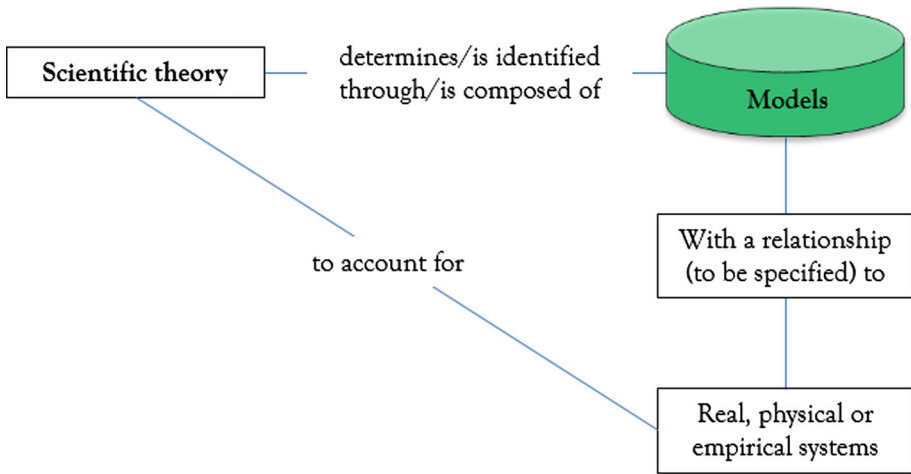 Scientific theory
determines/is identified
through/is composed of
Models
With a relationship
(to be specified) to
to account for
Real, physical or
empirical systems